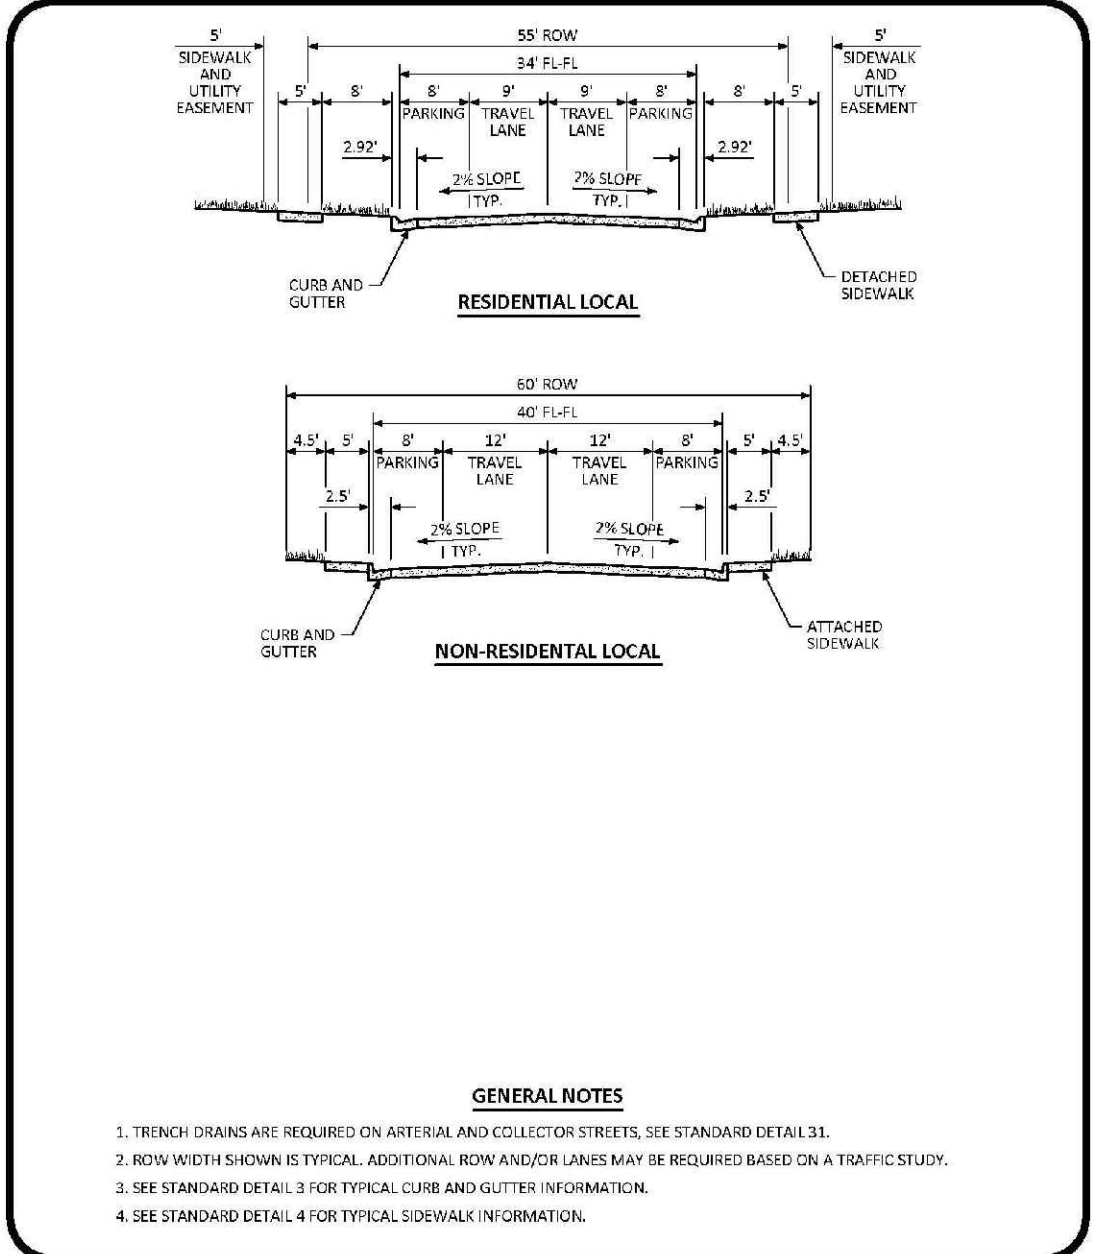 5' 55' ROW 5'
SIDEWALK AND UTILITY EASEMENT
34' FL-FL
SIDEWALK AND UTILITY EASEMENT
5' 8' 8' 9' 9' 8' 8' 5'
PARKING TRAVEL LANE TRAVEL LANE PARKING
2.92' 2.92'
2% SLOPE 2% SLOPE
TYP. TYP.
CURB AND
GUTTER
DETACHED
SIDEWALK
RESIDENTIAL LOCAL
60' ROW
40' FL-FL
4.5' 5' 8' 12' 12' 8' 5' 4.5'
PARKING TRAVEL LANE TRAVEL LANE PARKING
2.5' 2.5'
2% SLOPE 2% SLOPE
TYP. TYP.
CURB AND
GUTTER
ATTACHED
SIDEWALK
NON-RESIDENTAL LOCAL
GENERAL NOTES
1. TRENCH DRAINS ARE REQUIRED ON ARTERIAL AND COLLECTOR STREETS, SEE STANDARD DETAIL 31.
2. ROW WIDTH SHOWN IS TYPICAL. ADDITIONAL ROW AND/OR LANES MAY BE REQUIRED BASED ON A TRAFFIC STUDY.
3. SEE STANDARD DETAIL 3 FOR TYPICAL CURB AND GUTTER INFORMATION.
4. SEE STANDARD DETAIL 4 FOR TYPICAL SIDEWALK INFORMATION.